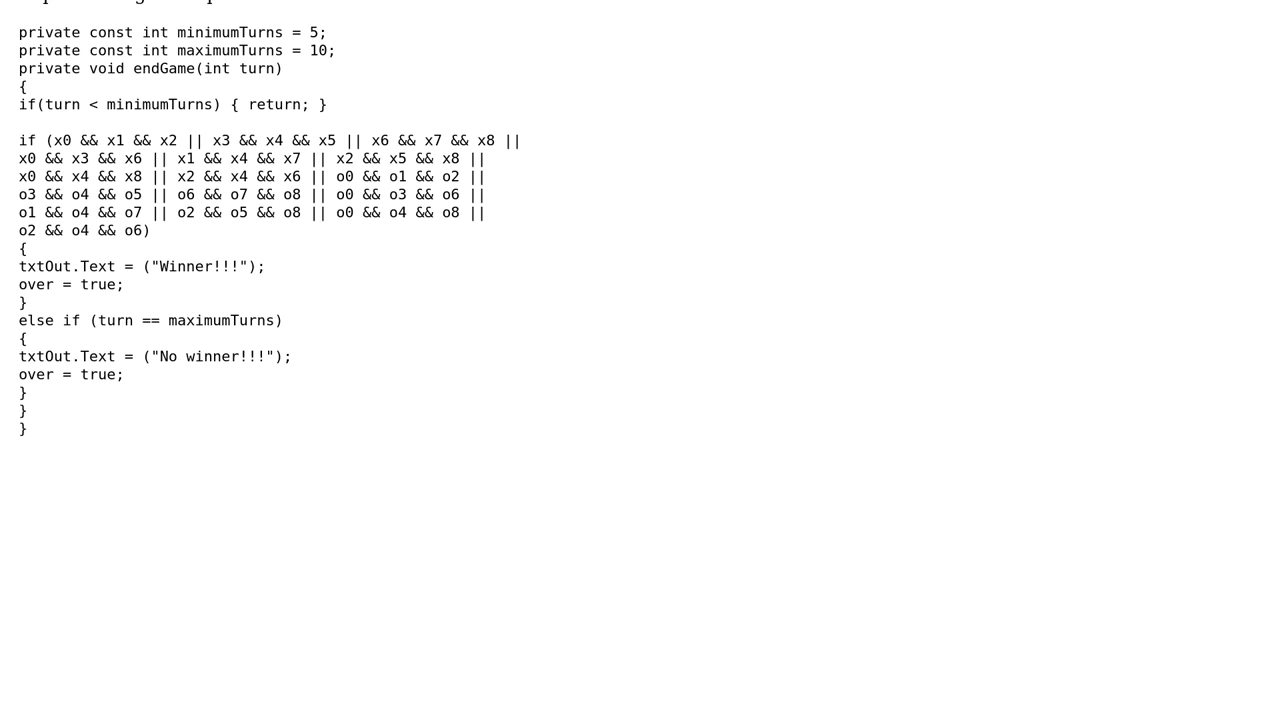 private const int minimumTurns = 5;
private const int maximumTurns = 10;
private void endGame(int turn)
{
if(turn < minimumTurns) { return; }
if (x0 && x1 && x2 || x3 && x4 && x5 || x6 && x7 && x8 ||
x0 && x3 && x6 || x1 && x4 && x7 || x2 && x5 && x8 ||
x0 && x4 && x8 || x2 && x4 && x6 || o0 && o1 && o2 ||
o3 && o4 && o5 || o6 && o7 && o8 || o0 && o3 && o6 ||
o1 && o4 && o7 || o2 && o5 && o8 || o0 && o4 && o8 ||
o2 && o4 && o6)
{
txtOut.Text = ("Winner!!!");
over = true;
}
else if (turn == maximumTurns)
{
txtOut.Text = ("No winner!!!");
over = true;
}
}
}